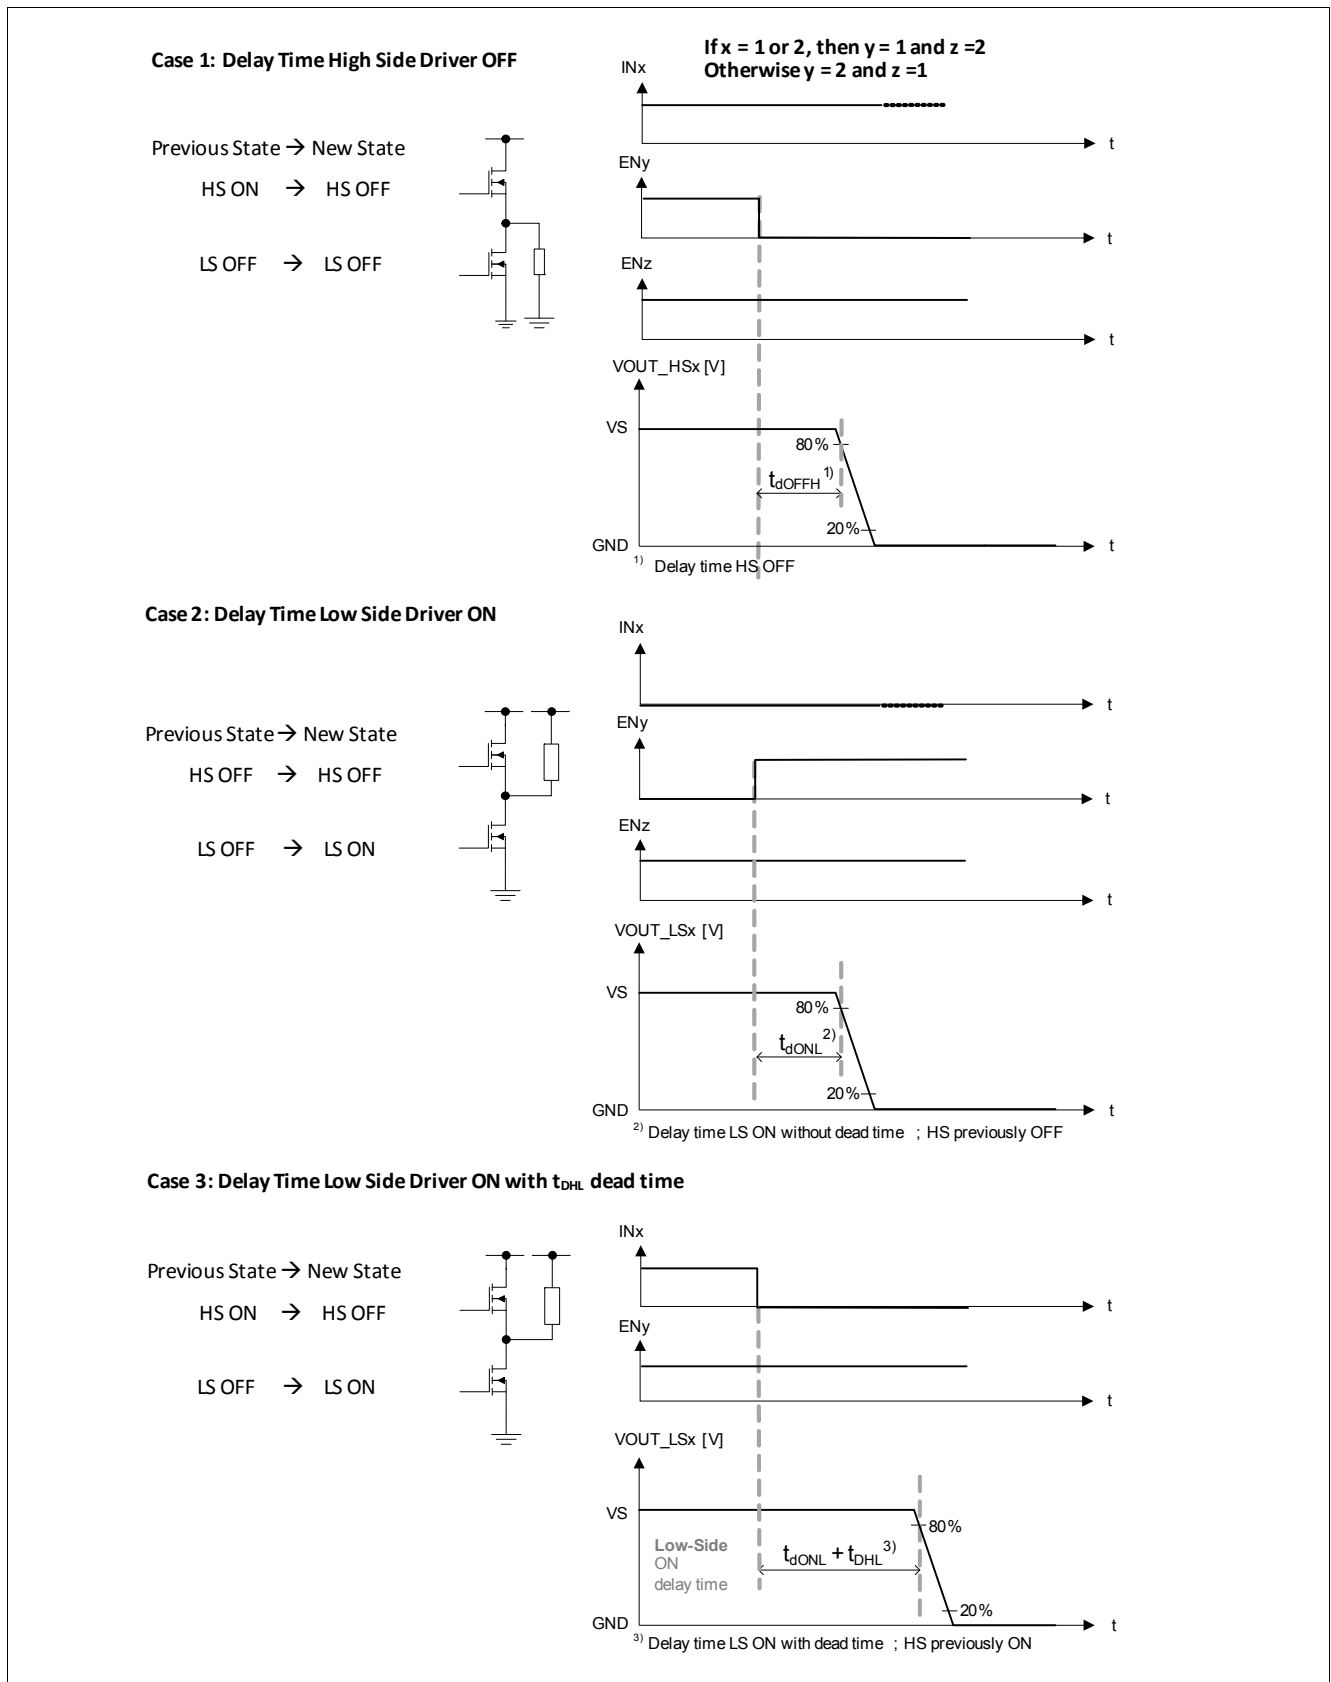 Case 1: Delay Time High Side Driver OFF
If x = 1 or 2, then y = 1 and z =2
Otherwise y = 2 and z =1
INx
t
Previous State → New State
HS ON → HS OFF
LS OFF → LS OFF
ENy
t
ENz
t
VOUT_HSx [V]
VS
80%
tdOFFH 1)
20%
GND
t
1) Delay time HS OFF
Case 2: Delay Time Low Side Driver ON
INx
t
Previous State → New State
HS OFF → HS OFF
LS OFF → LS ON
ENy
t
ENz
t
VOUT_LSx [V]
VS
80%
tdONL 2)
20%
GND
t
2) Delay time LS ON without dead time ; HS previously OFF
Case 3: Delay Time Low Side Driver ON with tDHL dead time
INx
t
Previous State → New State
HS ON → HS OFF
LS OFF → LS ON
ENy
t
VOUT_LSx [V]
VS
80%
Low-Side
ON
delay time
tdONL + tDHL 3)
20%
GND
t
3) Delay time LS ON with dead time ; HS previously ON